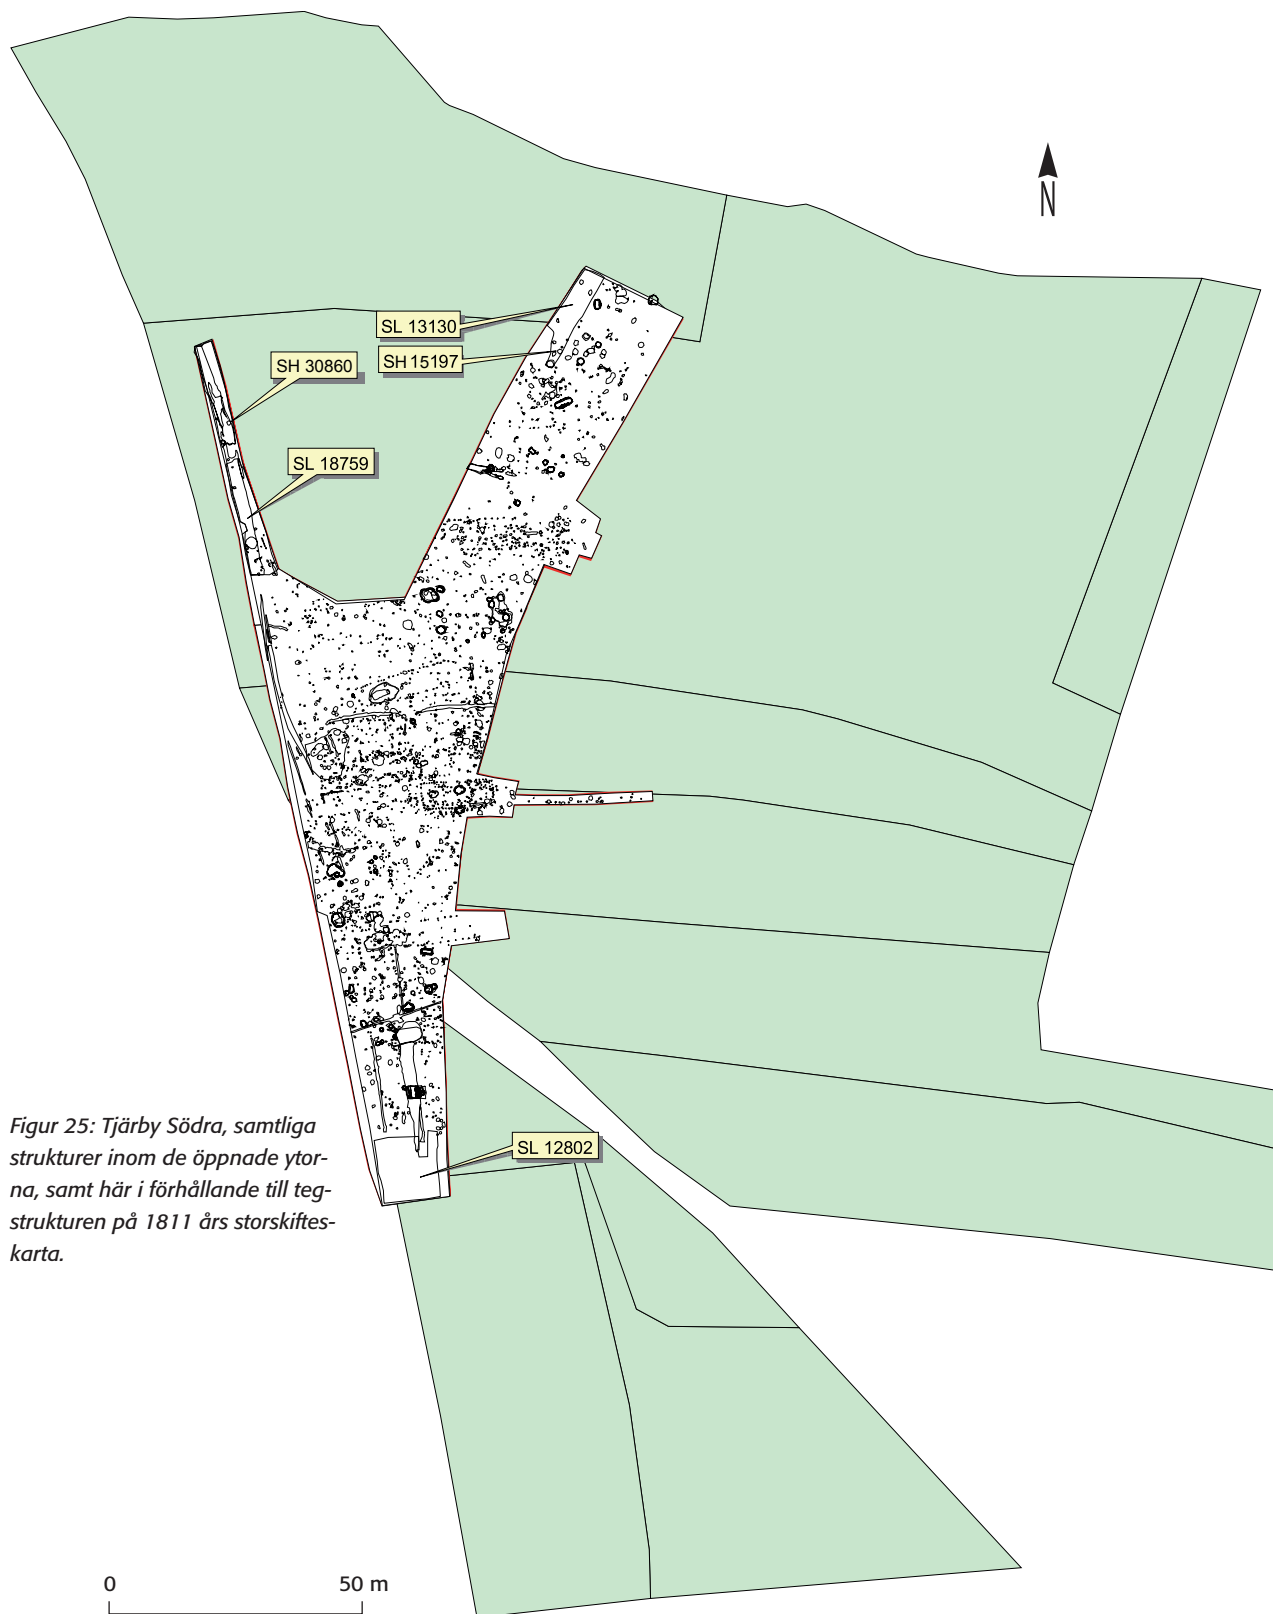 N
SL 13130
SH 15197
SH 30860
SL 18759
SL 12802
Figur 25: Tjärby Södra, samtliga
strukturer inom de öppnade ytor-
na, samt här i förhållande till teg-
strukturen på 1811 års storskiftes-
karta.
0 50 m